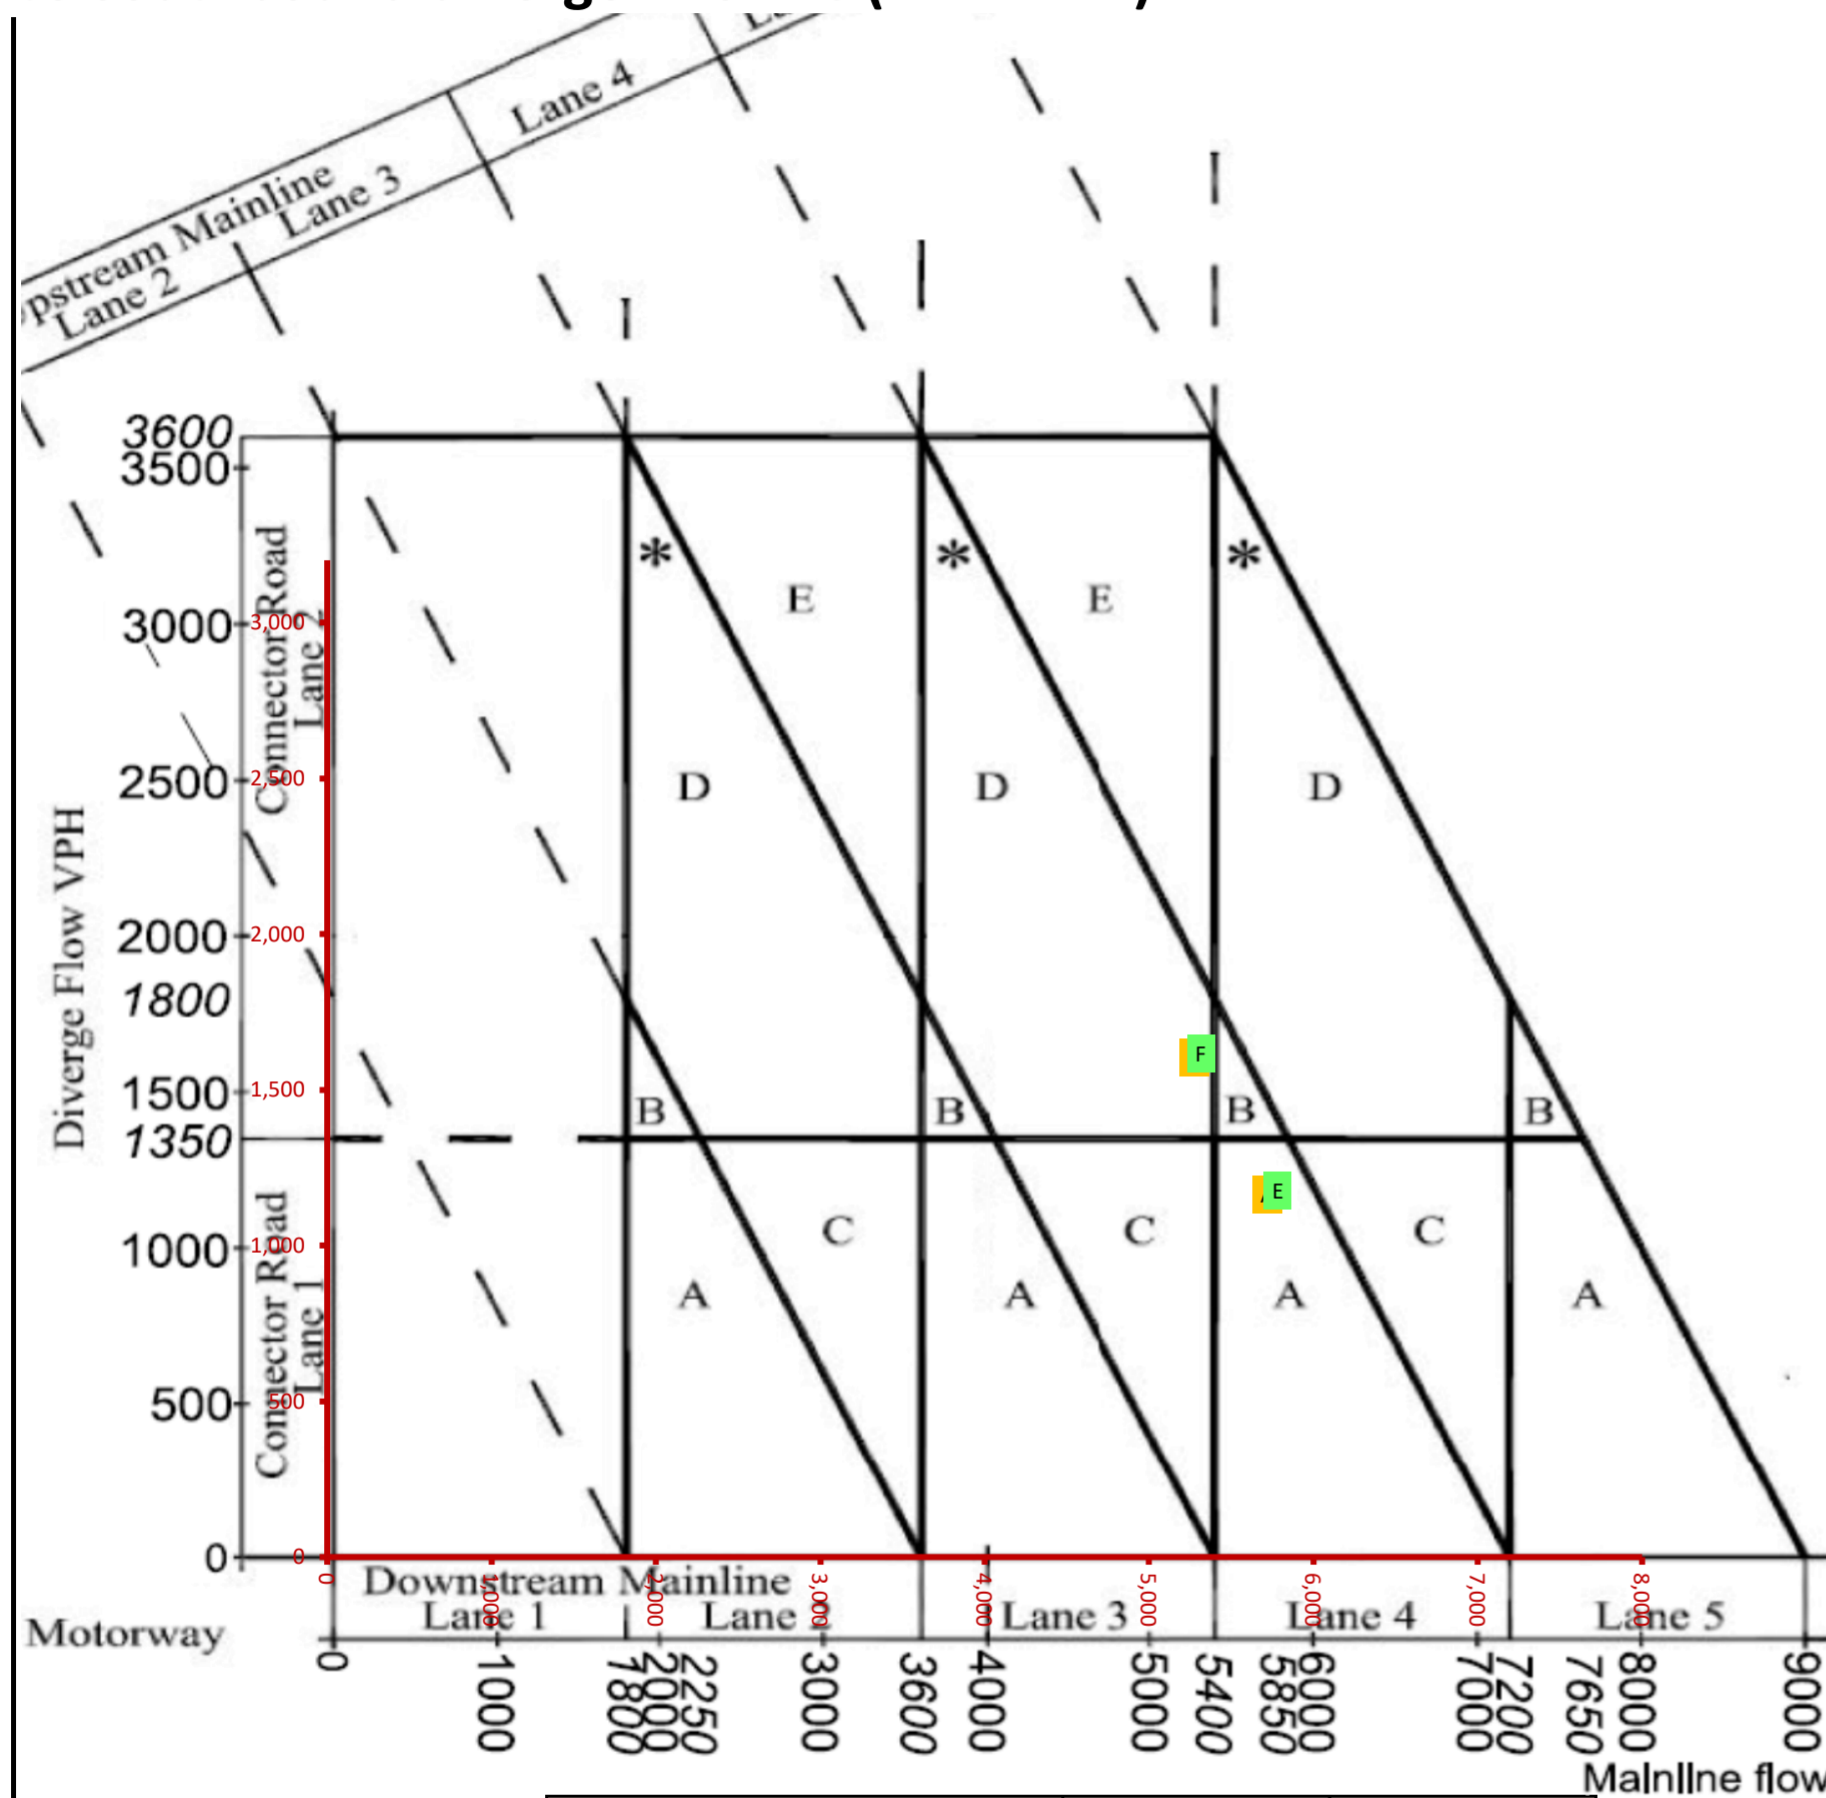 Lane 4
pstream Mainline
Lane 3
Lane 2
3600
3500
3000
2500
2000
1800
1500
1350
1000
500
0
Diverge Flow VPH
Connector Road
Lane 2
Connector Road
Lane 1
3,000
2,500
2,000
1,500
1,000
500
0
* * *
E E
D D D
F
B B B B
E
C C C
A A A A
0 1,000 2,000 3,000 4,000 5,000 6,000 7,000 8,000
Downstream Mainline
Motorway Lane 1 Lane 2 Lane 3 Lane 4 Lane 5
0 1000 1800 2000 2250 3000 3600 4000 5000 5400 5850 6000 7000 7200 7650 8000 9000
Mainline flow